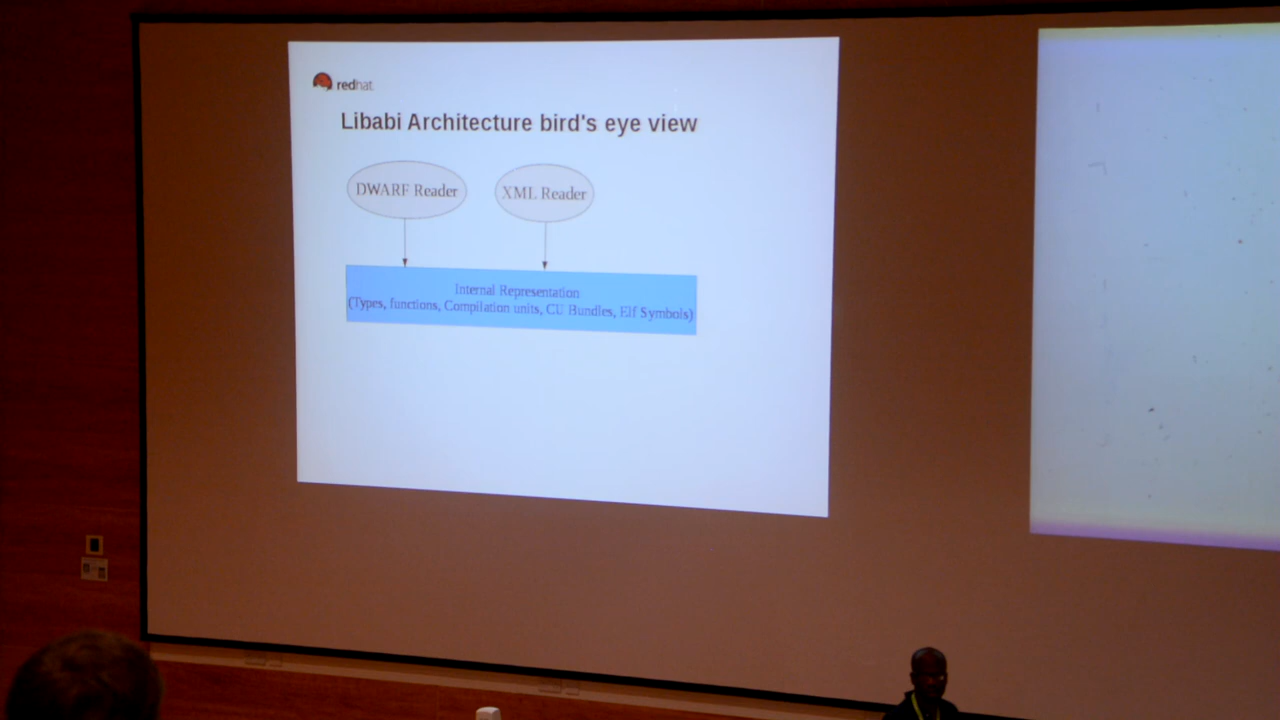 redhat
Libabi Architecture bird's eye view
DWARF Reader
XML Reader
Internal Representation
(Types, functions, Compilation units, CU Bundles, Elf Symbols)